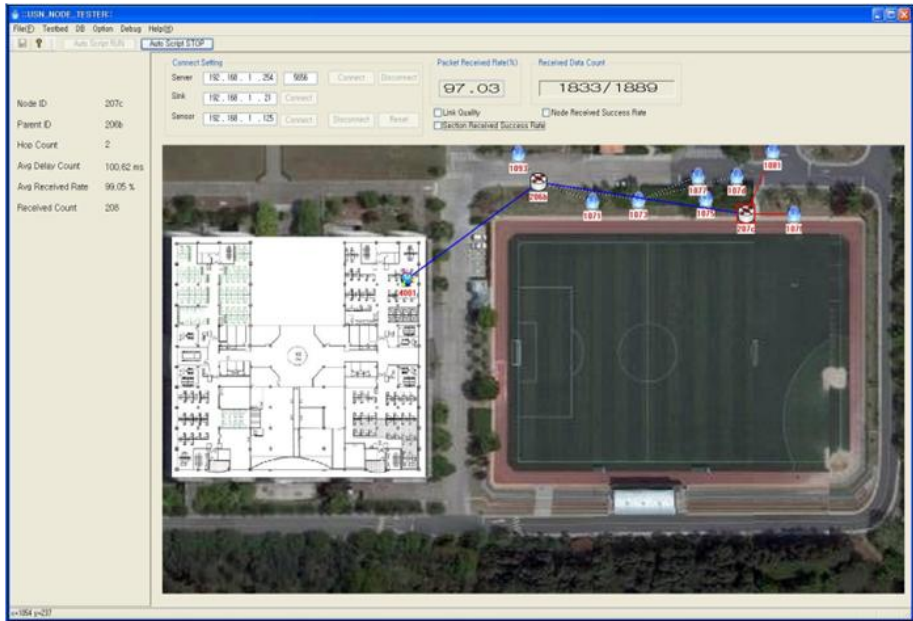 ::USN_NODE_TESTER::
File(F) Testbed DB Option Debug Help(H)
Auto Script RUN Auto Script STOP
Connect Setting
Server 192 . 168 . 1 . 254 5656 Connect Disconnect
Sink 192 . 168 . 1 . 21 Connect
Sensor 192 . 168 . 1 . 125 Connect Disconnect Reset
Packet Received Rate(%)
97.03
Received Data Count
1833/1889
Link Quality
Node Received Success Rate
Section Received Success Rate
Node ID 207c
Parent ID 206b
Hop Count 2
Avg Delay Count 100,62 ms
Avg Received Rate 99.05 %
Received Count 208
1093
1081
206b
1077
107d
1071
1073
1075
207c
107f
4001
x=1054 y=237